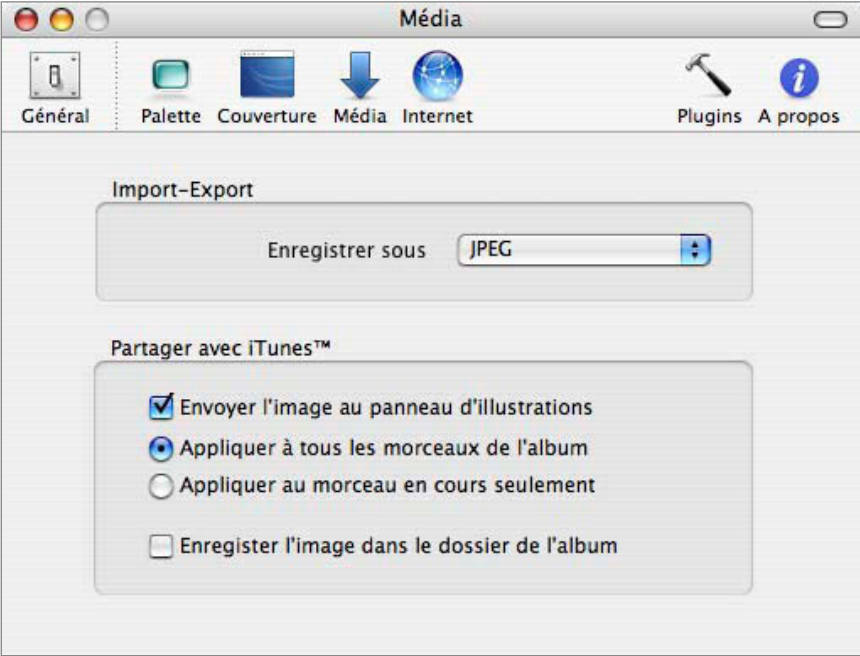 Média
Général Palette Couverture Média Internet Plugins A propos
Import-Export
Enregistrer sous JPEG
Partager avec iTunes™
Envoyer l'image au panneau d'illustrations
Appliquer à tous les morceaux de l'album
Appliquer au morceau en cours seulement
Enregister l'image dans le dossier de l'album